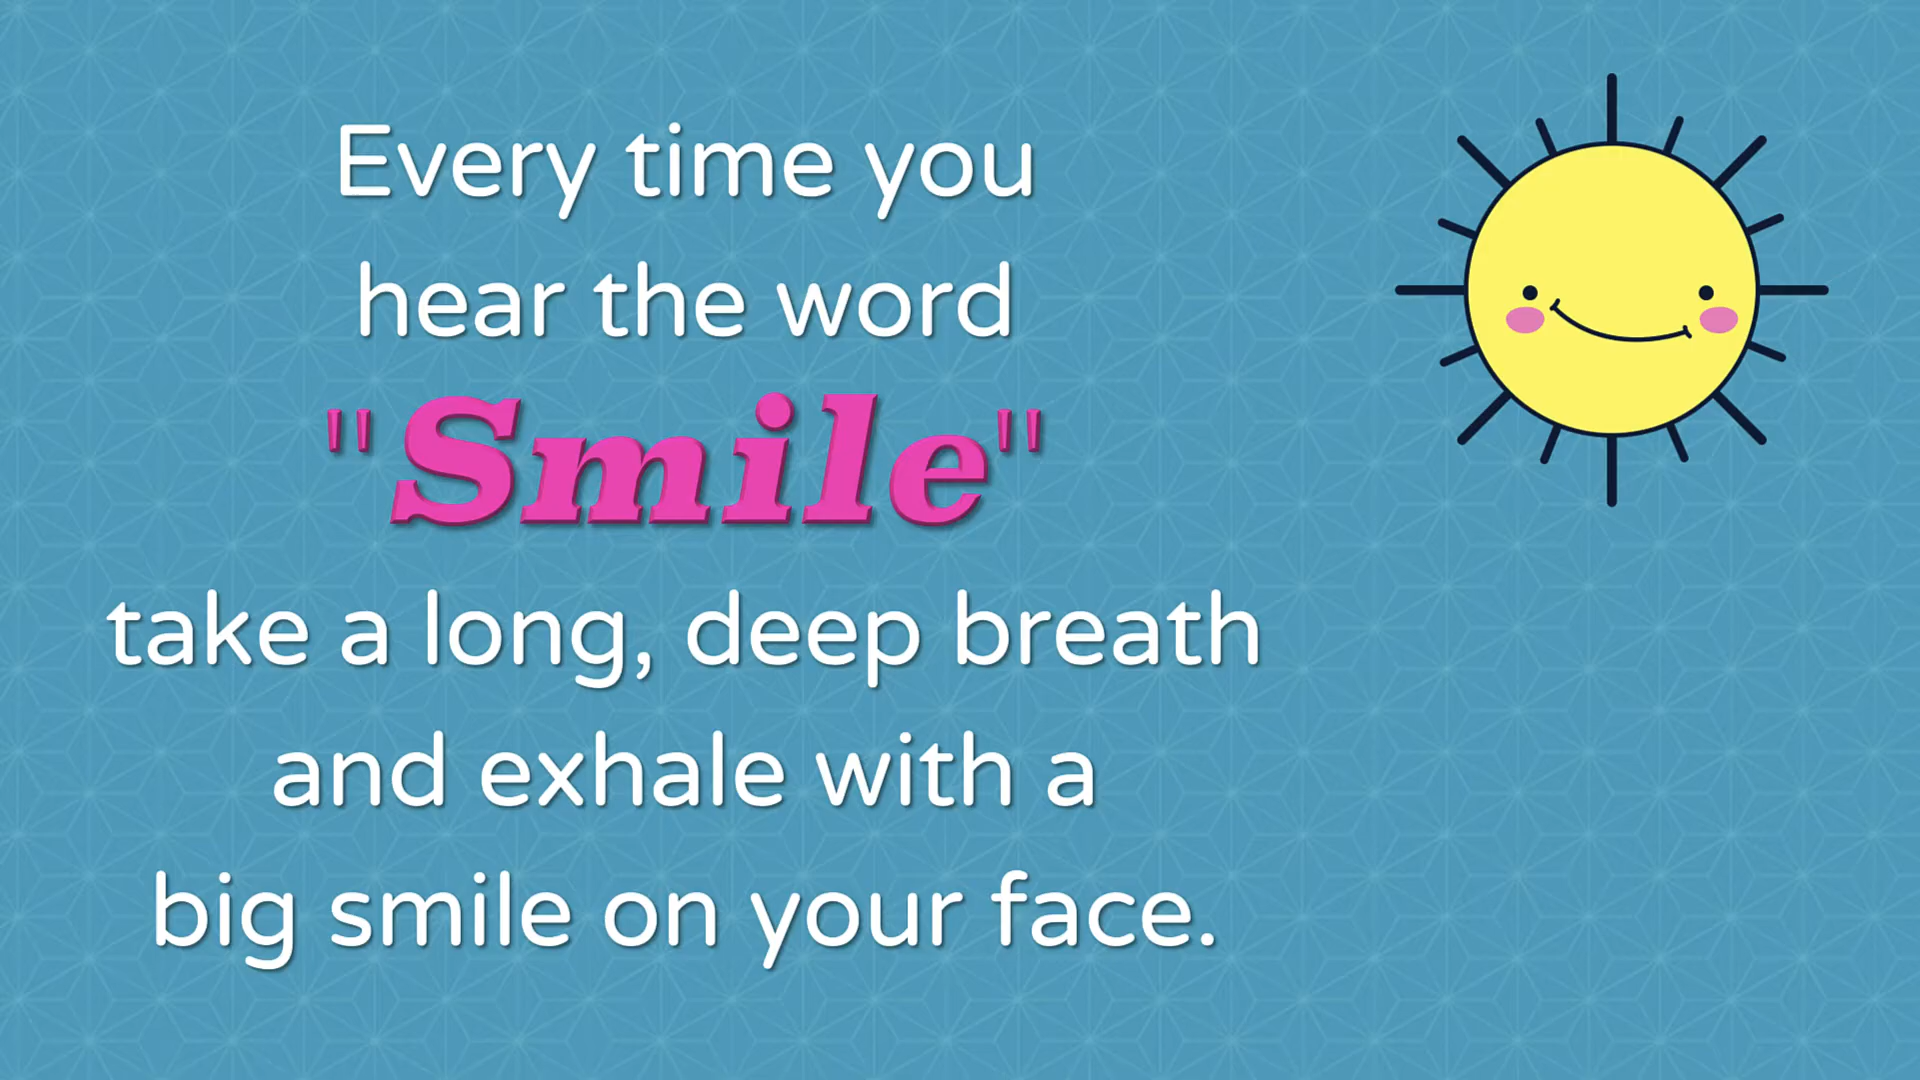 Every time you
hear the word
"Smile"
take a long, deep breath
and exhale with a
big smile on your face.